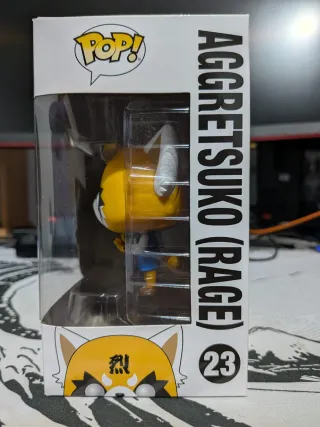 POP!
AGGRETSUKO (RAGE)
23
烈